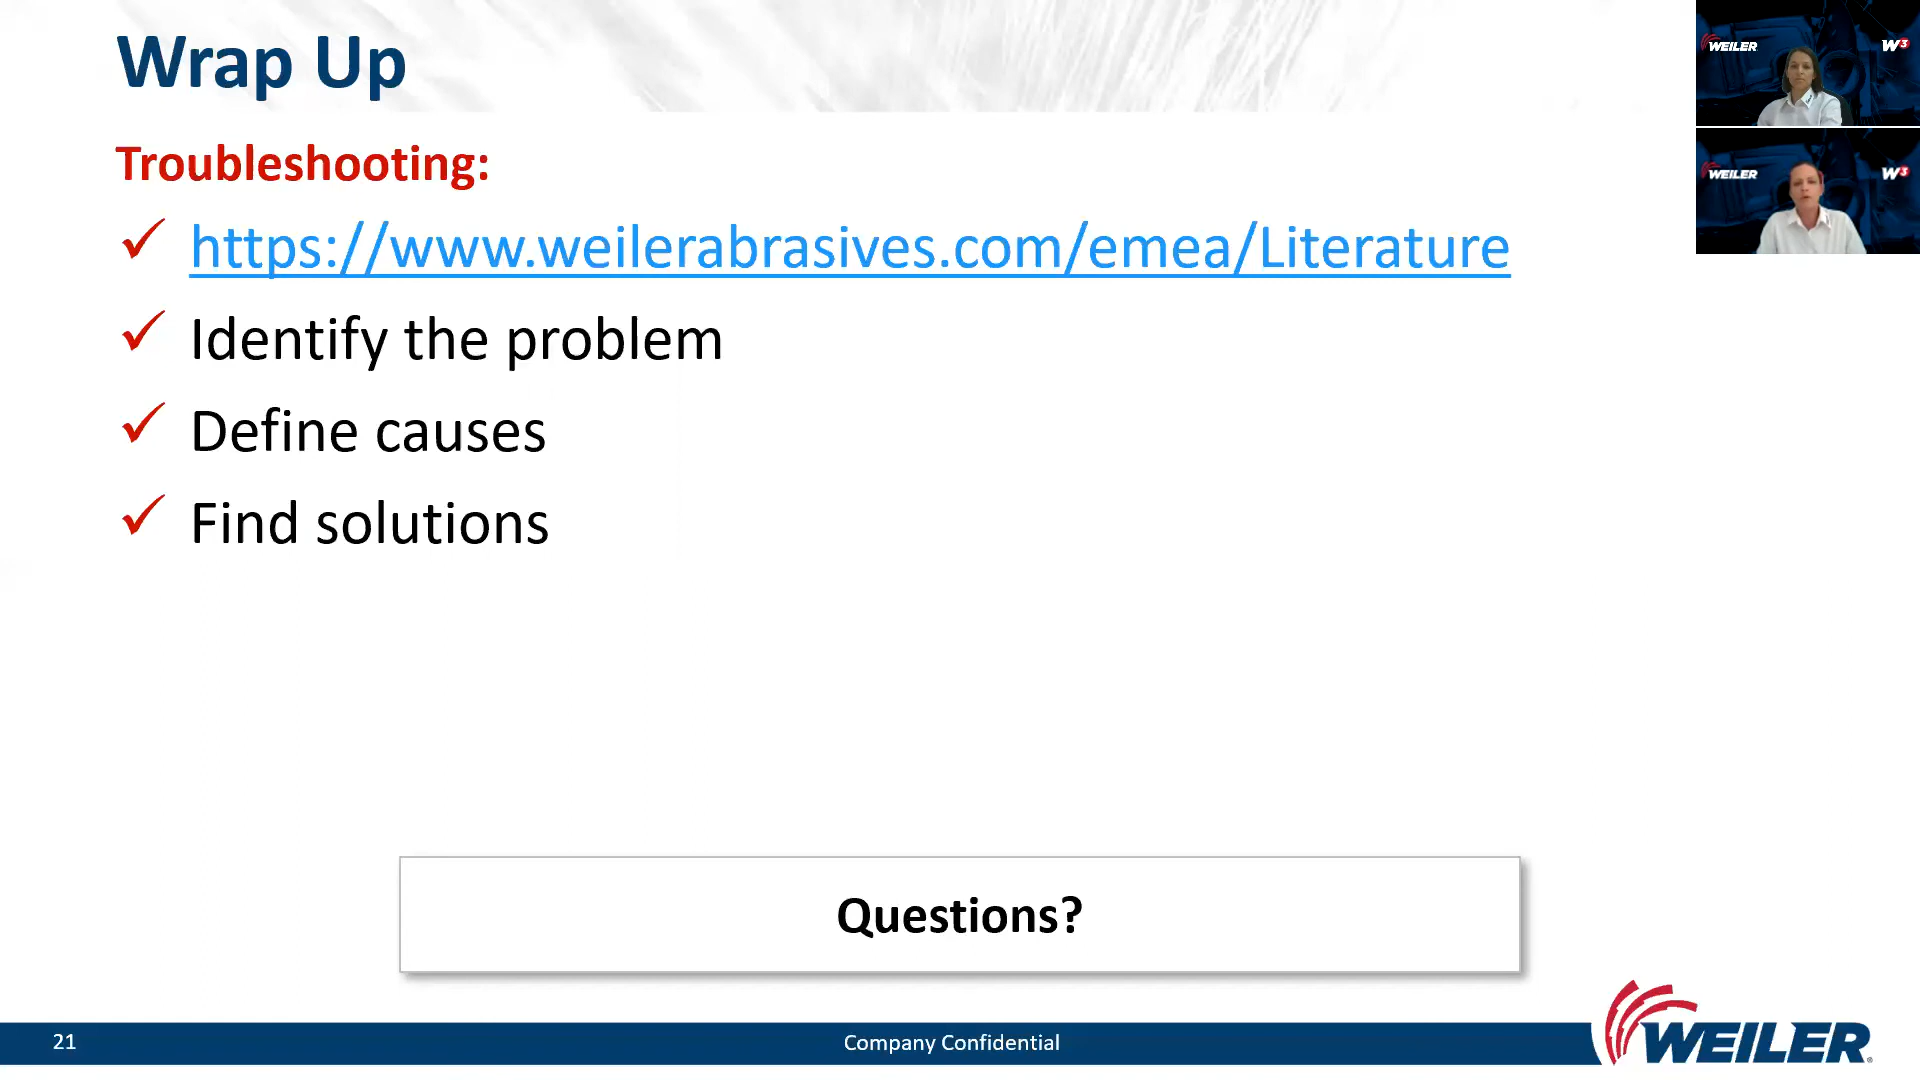 Wrap Up
Troubleshooting:
https://www.weilerabrasives.com/emea/Literature
Identify the problem
Define causes
Find solutions
Questions?
21
Company Confidential
WEILER
WEILER
W3
WEILER
W3